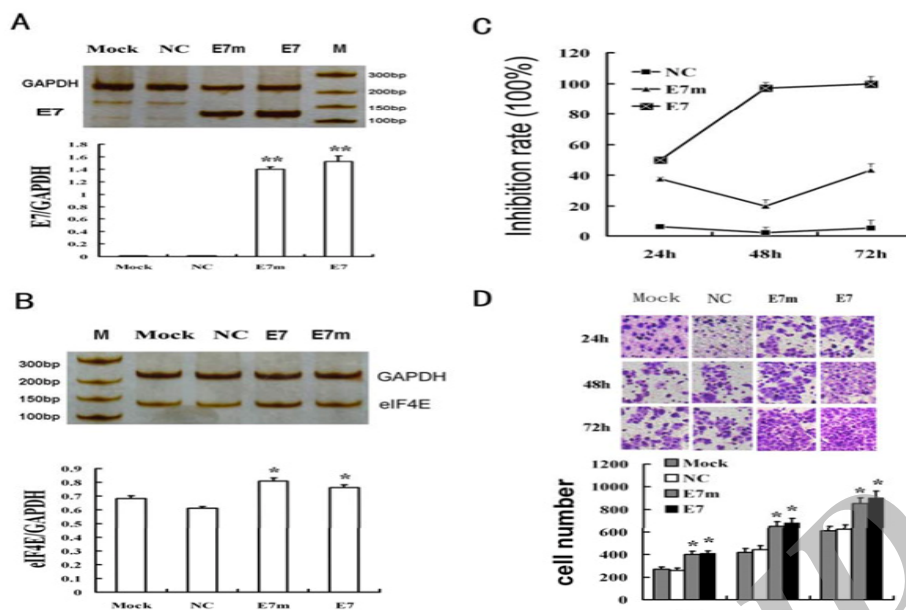 A
Mock NC E7m E7 M
GAPDH
E7
300bp
200bp
150bp
100bp
E7/GAPDH
1.8
1.6
1.4
1.2
1
0.8
0.6
0.4
0.2
0
** **
Mock NC E7m E7
B
M Mock NC E7 E7m
300bp
200bp
150bp
100bp
GAPDH
eIF4E
eIF4E/GAPDH
0.9
0.8
0.7
0.6
0.5
0.4
0.3
0.2
0.1
0
* *
Mock NC E7m E7
C
Inhibition rate (100%)
120
100
80
60
40
20
0
NC
E7m
E7
24h 48h 72h
D
Mock NC E7m E7
24h
48h
72h
cell number
1200
1000
800
600
400
200
0
Mock
NC
E7m
E7
* * * * * *